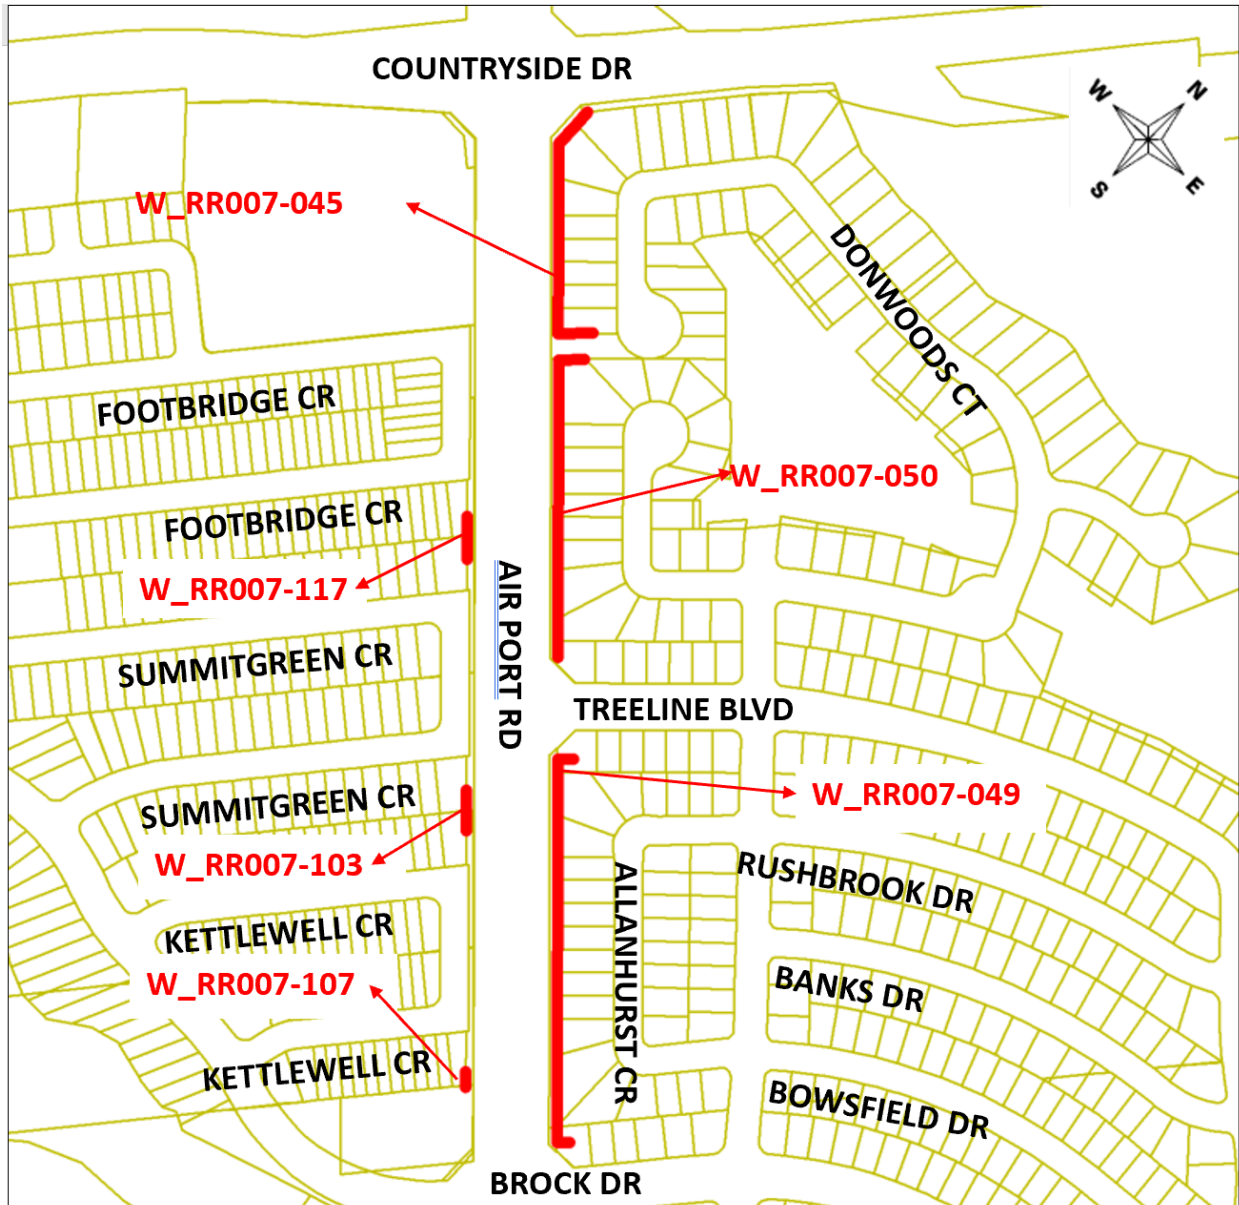 COUNTRYSIDE DR
W
N
S
E
W_RR007-045
DONWOODS CT
FOOTBRIDGE CR
W_RR007-050
FOOTBRIDGE CR
W_RR007-117
AIR PORT RD
SUMMITGREEN CR
TREELINE BLVD
SUMMITGREEN CR
W_RR007-049
W_RR007-103
ALLANHURST CR
RUSHBROOK DR
KETTLEWELL CR
W_RR007-107
BANKS DR
KETTLEWELL CR
BOWSFIELD DR
BROCK DR